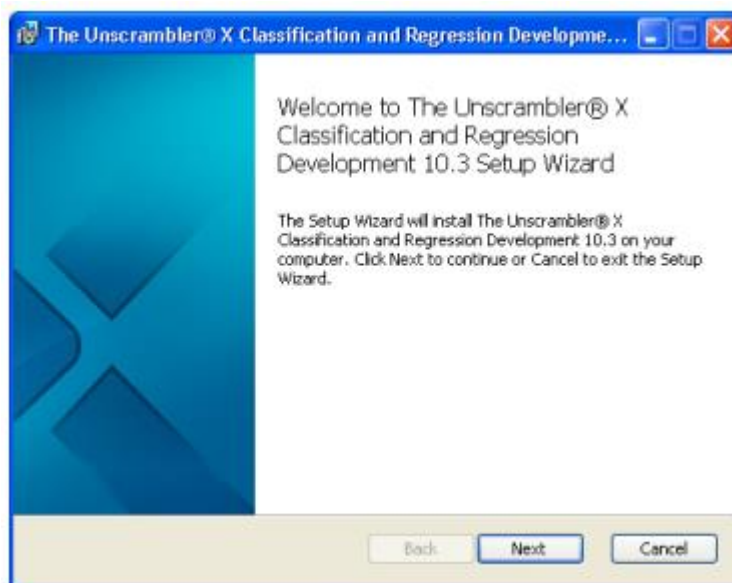 The Unscrambler® X Classification and Regression Developme...
Welcome to The Unscrambler® X
Classification and Regression
Development 10.3 Setup Wizard
The Setup Wizard will install The Unscrambler® X
Classification and Regression Development 10.3 on your
computer. Click Next to continue or Cancel to exit the Setup
Wizard.
Back
Next
Cancel